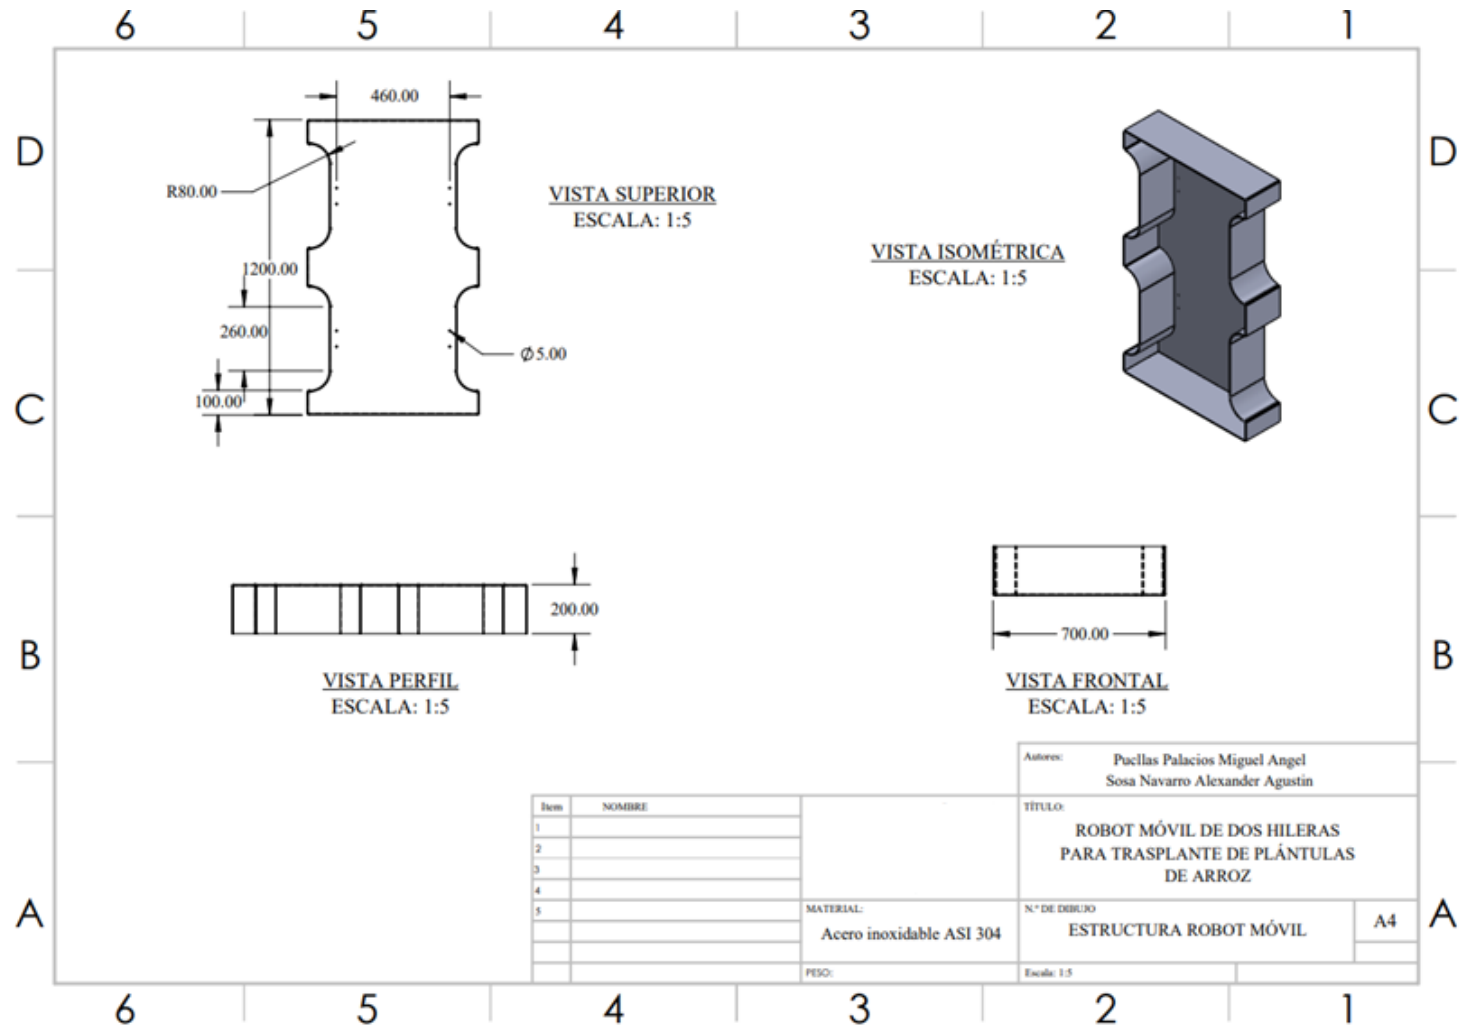 6 5 4 3 2 1
D D
C C
B B
A A
460.00
R80.00
1200.00
260.00
100.00
Ø5.00
VISTA SUPERIOR
ESCALA: 1:5
VISTA ISOMÉTRICA
ESCALA: 1:5
200.00
VISTA PERFIL
ESCALA: 1:5
700.00
VISTA FRONTAL
ESCALA: 1:5
Autores: Pucllas Palacios Miguel Angel
Sosa Navarro Alexander Agustin
Item NOMBRE
1
2
3
4
5
TÍTULO:
ROBOT MÓVIL DE DOS HILERAS
PARA TRASPLANTE DE PLÁNTULAS
DE ARROZ
MATERIAL:
Acero inoxidable ASI 304
N.º DE DIBUJO
ESTRUCTURA ROBOT MÓVIL
A4
PESO:
Escala: 1:5
6 5 4 3 2 1